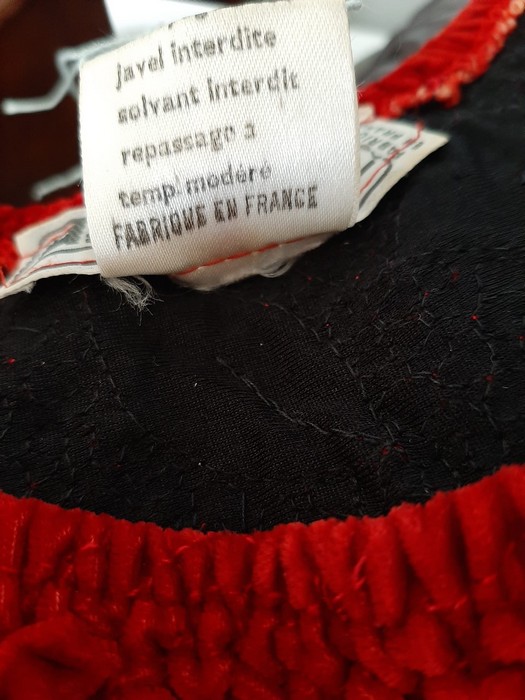 javel interdite
solvant interdit
repassage à
temp modéré
FABRIQUE EN FRANCE